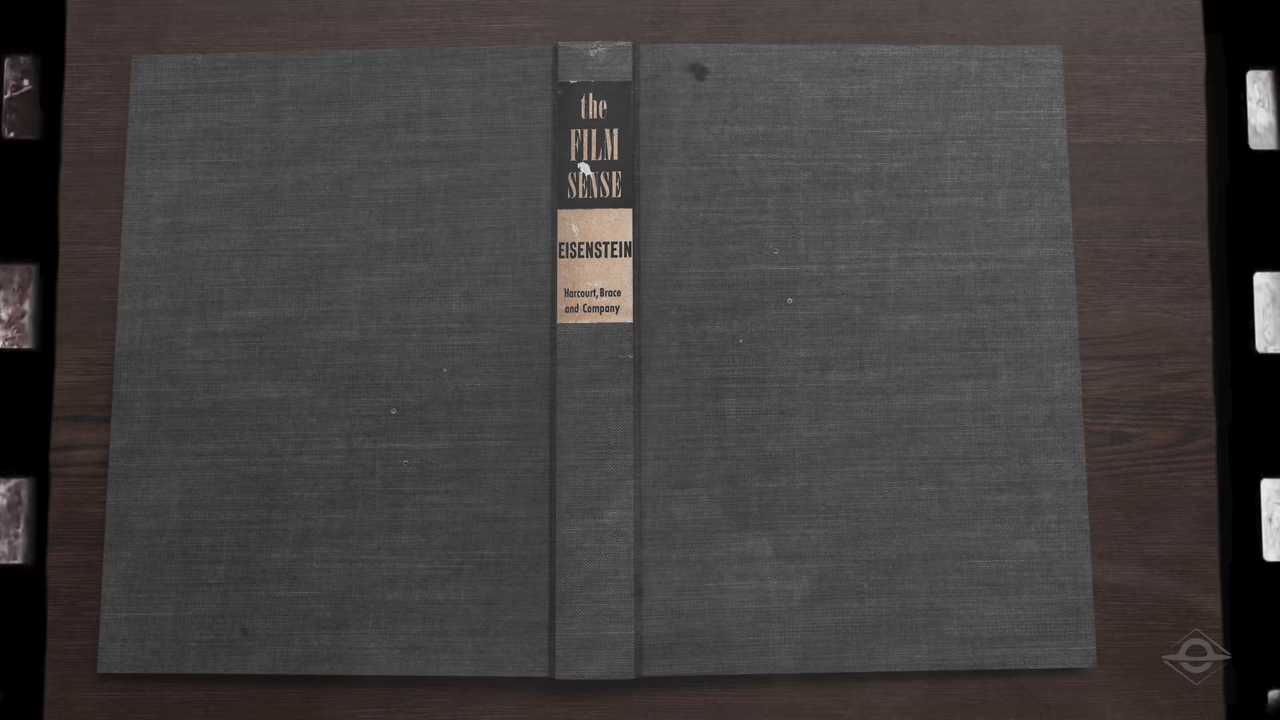 the
FILM
SENSE
EISENSTEIN
Harcourt, Brace
and Company